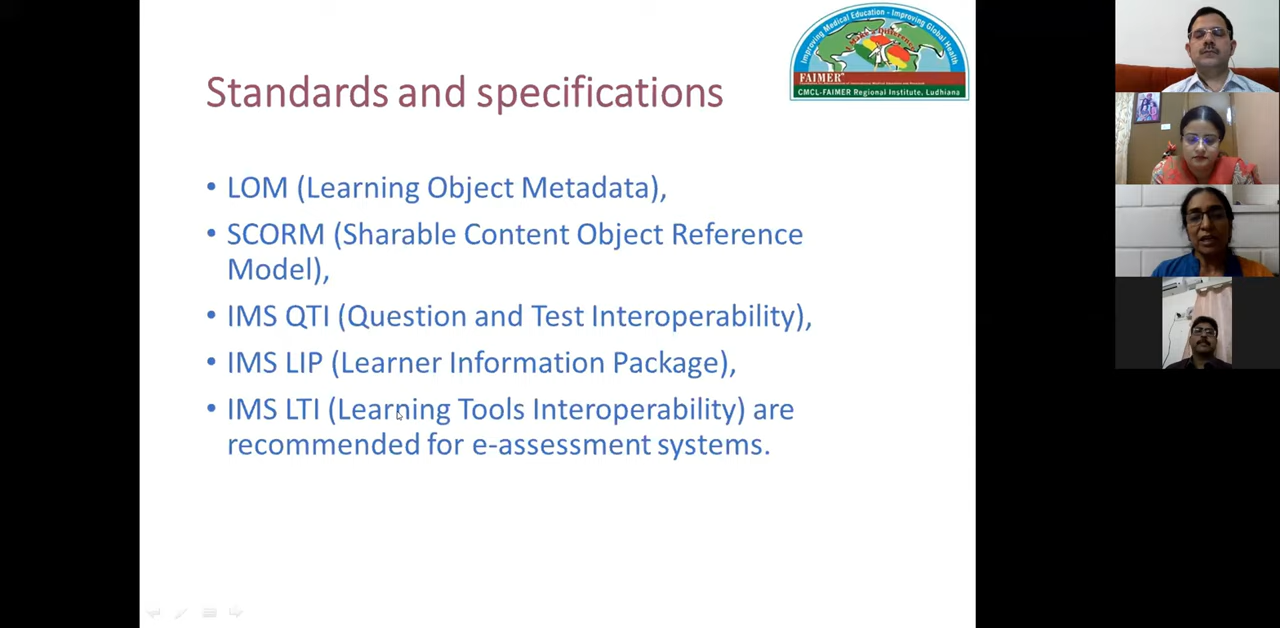 Improving Medical Education - Improving Global Health
Make a Difference
FAIMER
CMCL-FAIMER Regional Institute, Ludhiana
Standards and specifications
• LOM (Learning Object Metadata),
• SCORM (Sharable Content Object Reference
Model),
• IMS QTI (Question and Test Interoperability),
• IMS LIP (Learner Information Package),
• IMS LTI (Learning Tools Interoperability) are
recommended for e-assessment systems.